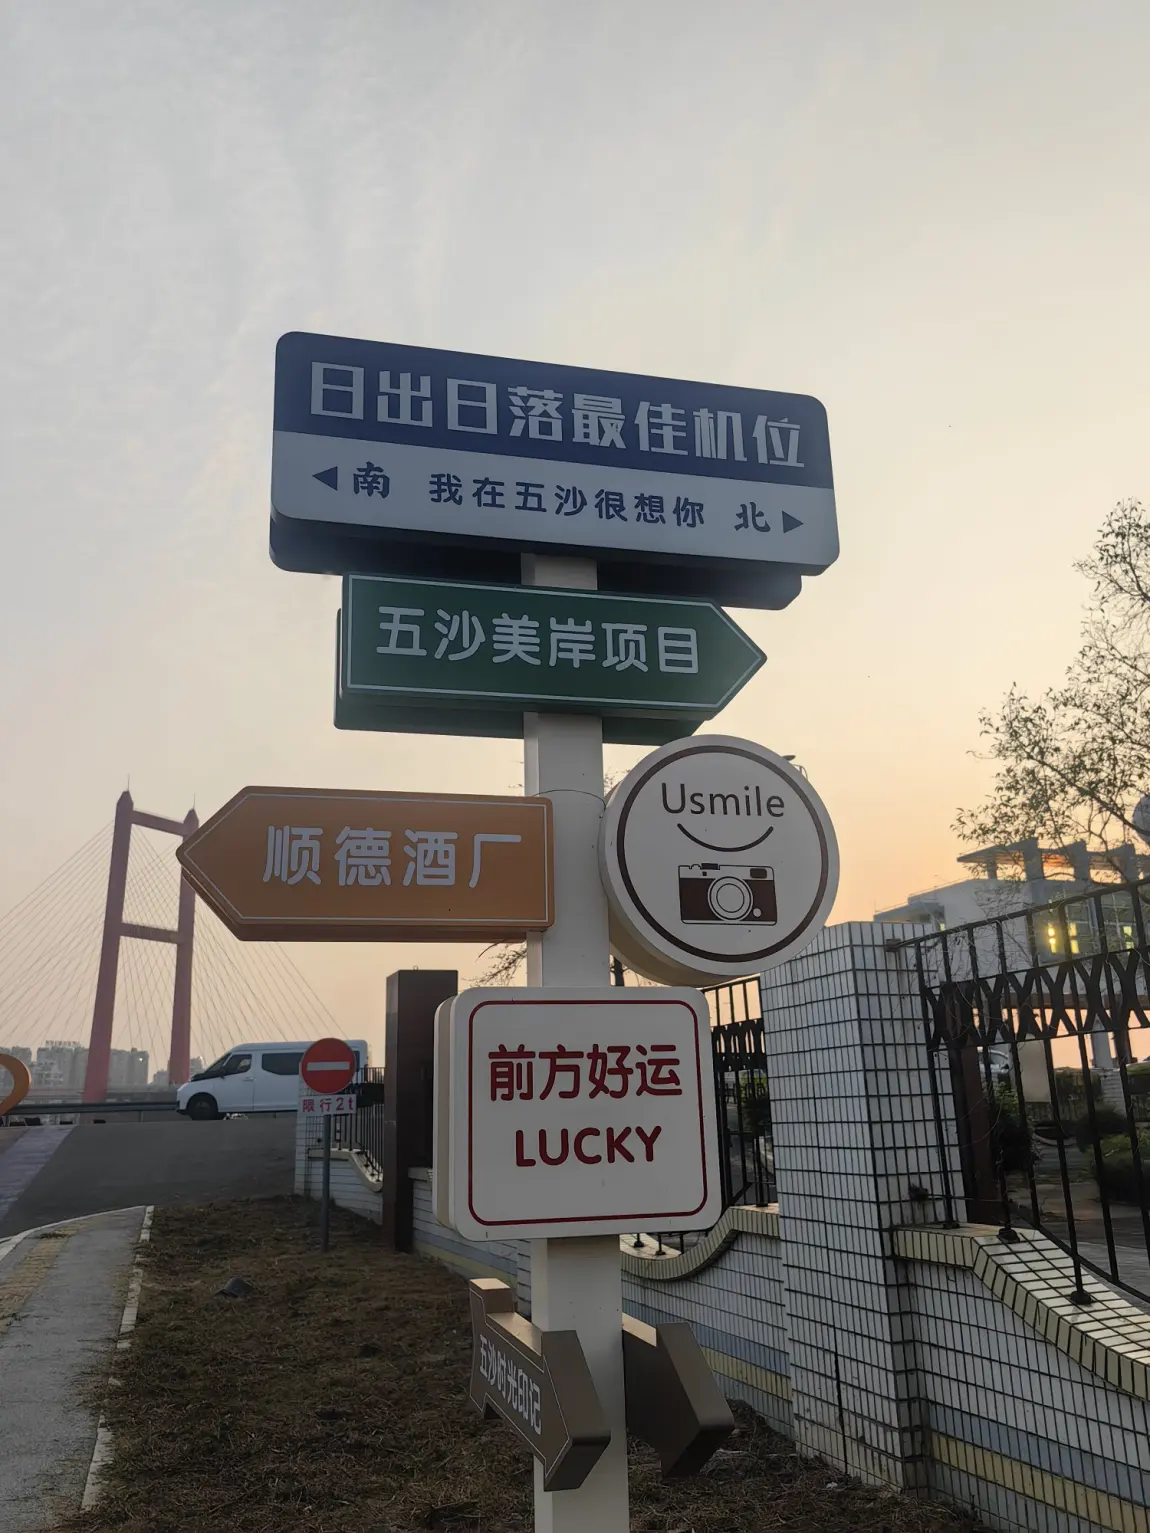 日出日落最佳机位
南 我在五沙很想你 北
五沙美岸项目
Usmile
顺德酒厂
限行2t
前方好运
LUCKY
五沙时光印记